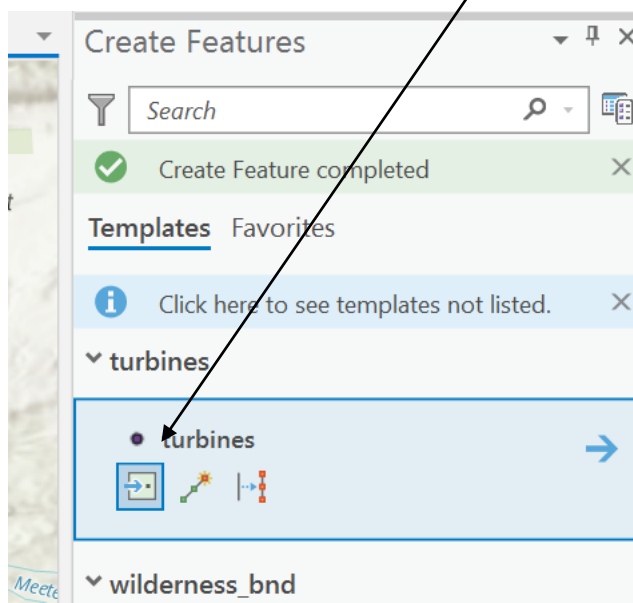 Create Features
Search
Create Feature completed
t
Templates Favorites
Click here to see templates not listed.
turbines
turbines
wilderness_bnd
Meete